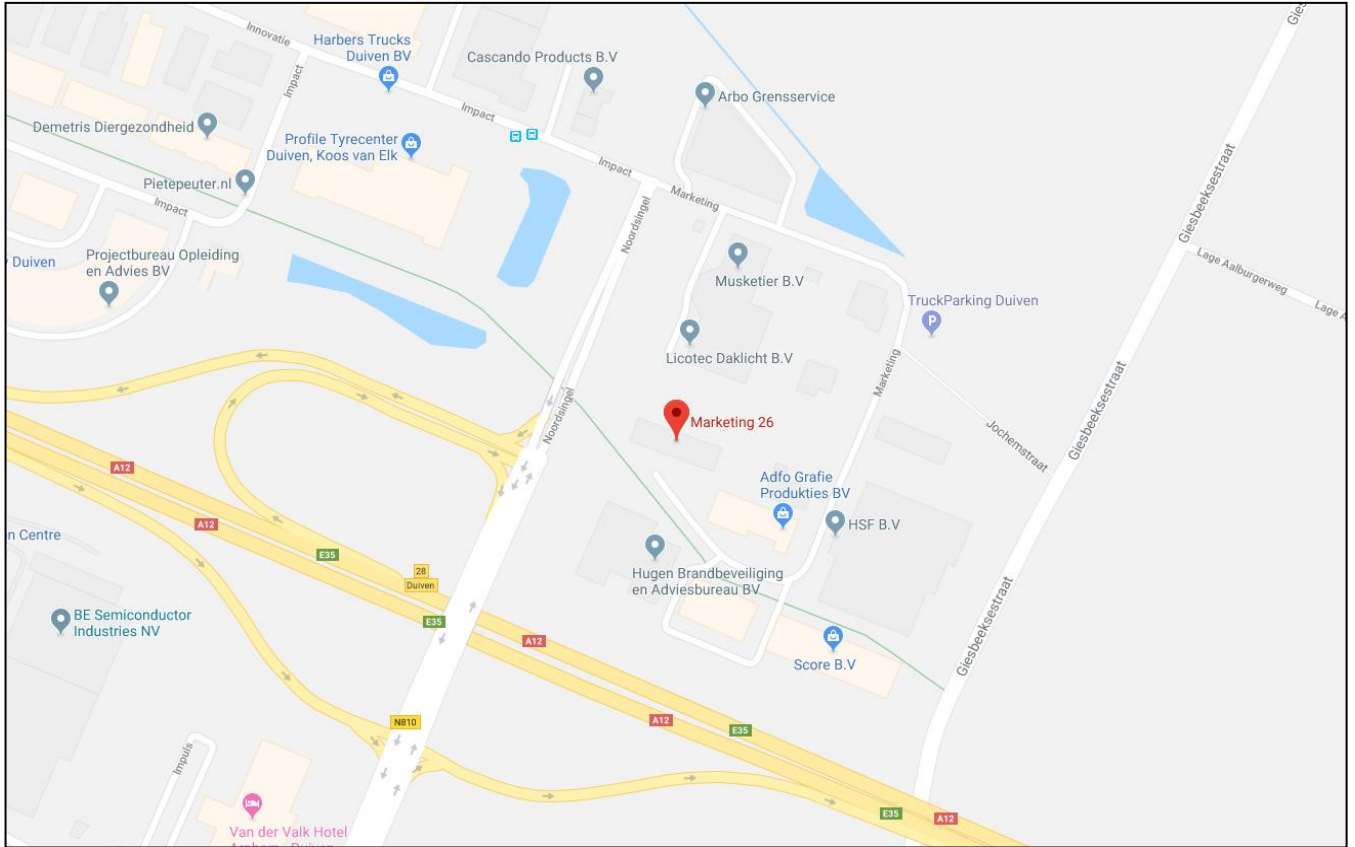 Innovatie
Harbers Trucks
Duiven BV
Cascando Products B.V
Gies
Impact
Impact
Arbo Grensservice
Demetris Diergezondheid
Profile Tyrecenter
Duiven, Koos van Elk
Impact
Giesbeeksestraat
Pietepeuter.nl
Impact
Marketing
Noordsingel
Projectbureau Opleiding
en Advies BV
Duiven
Musketier B.V
Lage Aalburgerweg
Lage A
TruckParking Duiven
Licotec Daklicht B.V
Marketing
Giesbeeksestraat
Noordsingel
Marketing 26
Jochemstraat
A12
Adfo Grafie
Produkties BV
A12
HSF B.V
n Centre
E35
28
Duiven
Hugen Brandbeveiliging
en Adviesbureau BV
Giesbeeksestraat
BE Semiconductor
Industries NV
E35
A12
Score B.V
N810
A12
E35
Impuls
E35
A12
Van der Valk Hotel